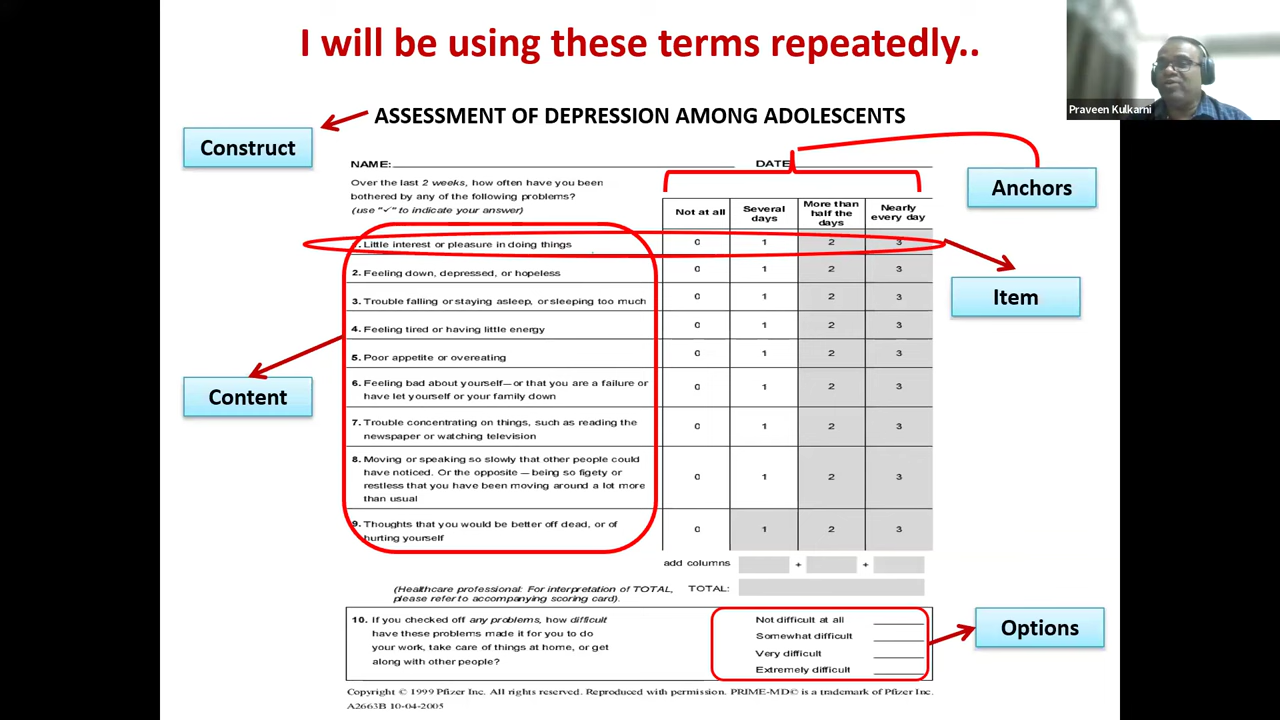 I will be using these terms repeatedly..
Praveen Kulkarni
ASSESSMENT OF DEPRESSION AMONG ADOLESCENTS
Construct
NAME:
DATE
Anchors
Over the last 2 weeks, how often have you been
bothered by any of the following problems?
(use "✓" to indicate your answer)
Not at all
Several
days
More than
half the
days
Nearly
every day
1. Little interest or pleasure in doing things 0 1 2 3
Item
2. Feeling down, depressed, or hopeless 0 1 2 3
3. Trouble falling or staying asleep, or sleeping too much 0 1 2 3
4. Feeling tired or having little energy 0 1 2 3
5. Poor appetite or overeating 0 1 2 3
Content
6. Feeling bad about yourself—or that you are a failure or
have let yourself or your family down 0 1 2 3
7. Trouble concentrating on things, such as reading the
newspaper or watching television 0 1 2 3
8. Moving or speaking so slowly that other people could
have noticed. Or the opposite—being so figety or
restless that you have been moving around a lot more
than usual 0 1 2 3
9. Thoughts that you would be better off dead, or of
hurting yourself 0 1 2 3
add columns + +
(Healthcare professional: For interpretation of TOTAL,
please refer to accompanying scoring card).
TOTAL:
10. If you checked off any problems, how difficult
have these problems made it for you to do
your work, take care of things at home, or get
along with other people?
Not difficult at all
Somewhat difficult
Very difficult
Extremely difficult
Options
Copyright © 1999 Pfizer Inc. All rights reserved. Reproduced with permission. PRIME-MD© is a trademark of Pfizer Inc.
A2663B 10-04-2005